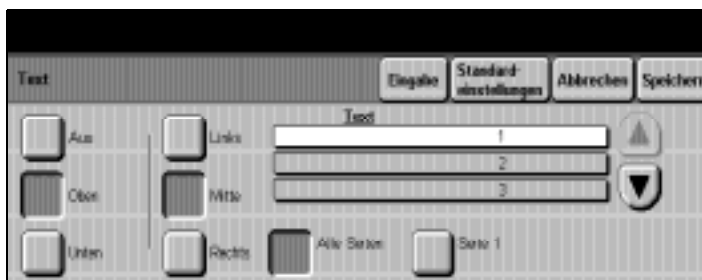 Text
Eingabe
Standard-
einstellungen
Abbrechen
Speichern
Text
Aus
Links
1
2
Oben
Mitte
3
Unten
Rechts
Alle Seiten
Seite 1